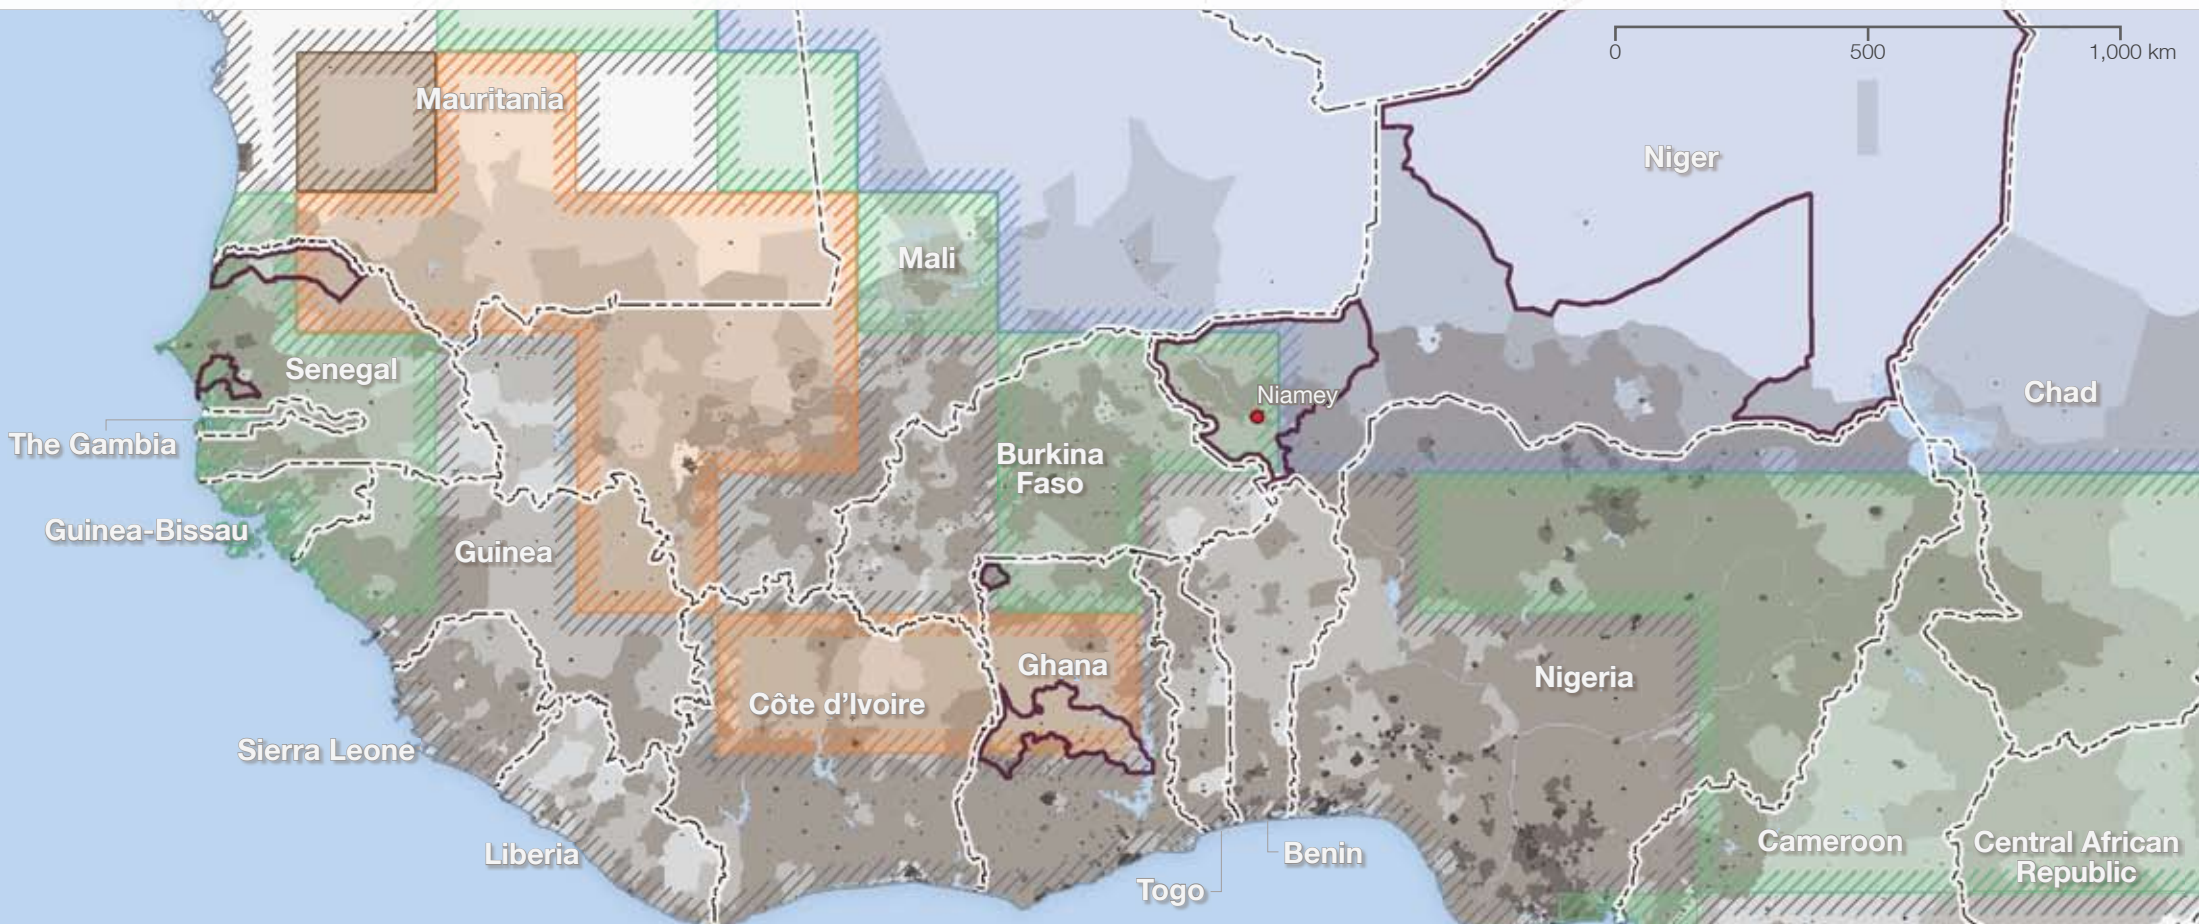 0 500 1,000 km
Mauritania
Niger
Mali
Senegal
Niamey
Chad
The Gambia
Burkina
Faso
Guinea-Bissau
Guinea
Ghana
Nigeria
Côte d'Ivoire
Sierra Leone
Liberia
Benin
Cameroon
Central African
Republic
Togo